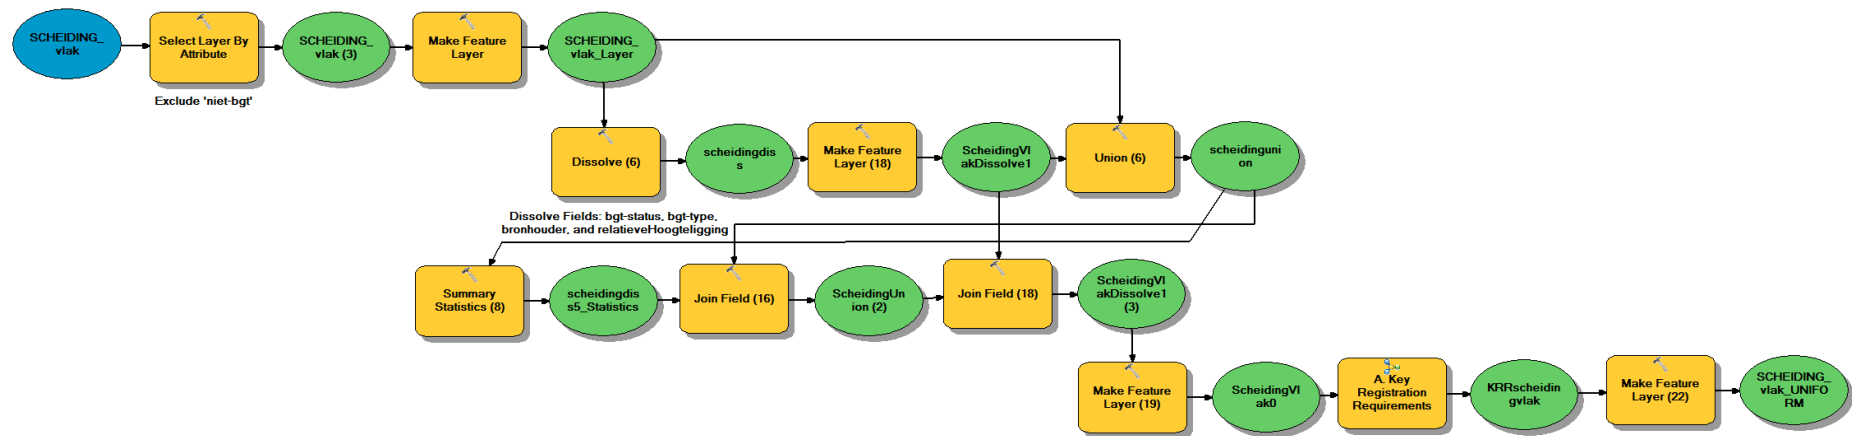 SCHEIDING_
vlak
Select Layer By
Attribute
SCHEIDING_
vlak (3)
Make Feature
Layer
SCHEIDING_
vlak_Layer
Exclude 'niet-bgt'
Dissolve (6)
scheidingdis
s
Make Feature
Layer (18)
ScheidingVl
akDissolve1
Union (6)
scheidinguni
on
Dissolve Fields: bgt-status, bgt-type,
bronhouder, and relatieveHoogteligging
Summary
Statistics (8)
scheidingdis
s5_Statistics
Join Field (16)
ScheidingUn
ion (2)
Join Field (18)
ScheidingVl
akDissolve1
(3)
Make Feature
Layer (19)
ScheidingVl
ak0
A. Key
Registration
Requirements
KRRscheidin
gvlak
Make Feature
Layer (22)
SCHEIDING_
vlak_UNIFO
RM